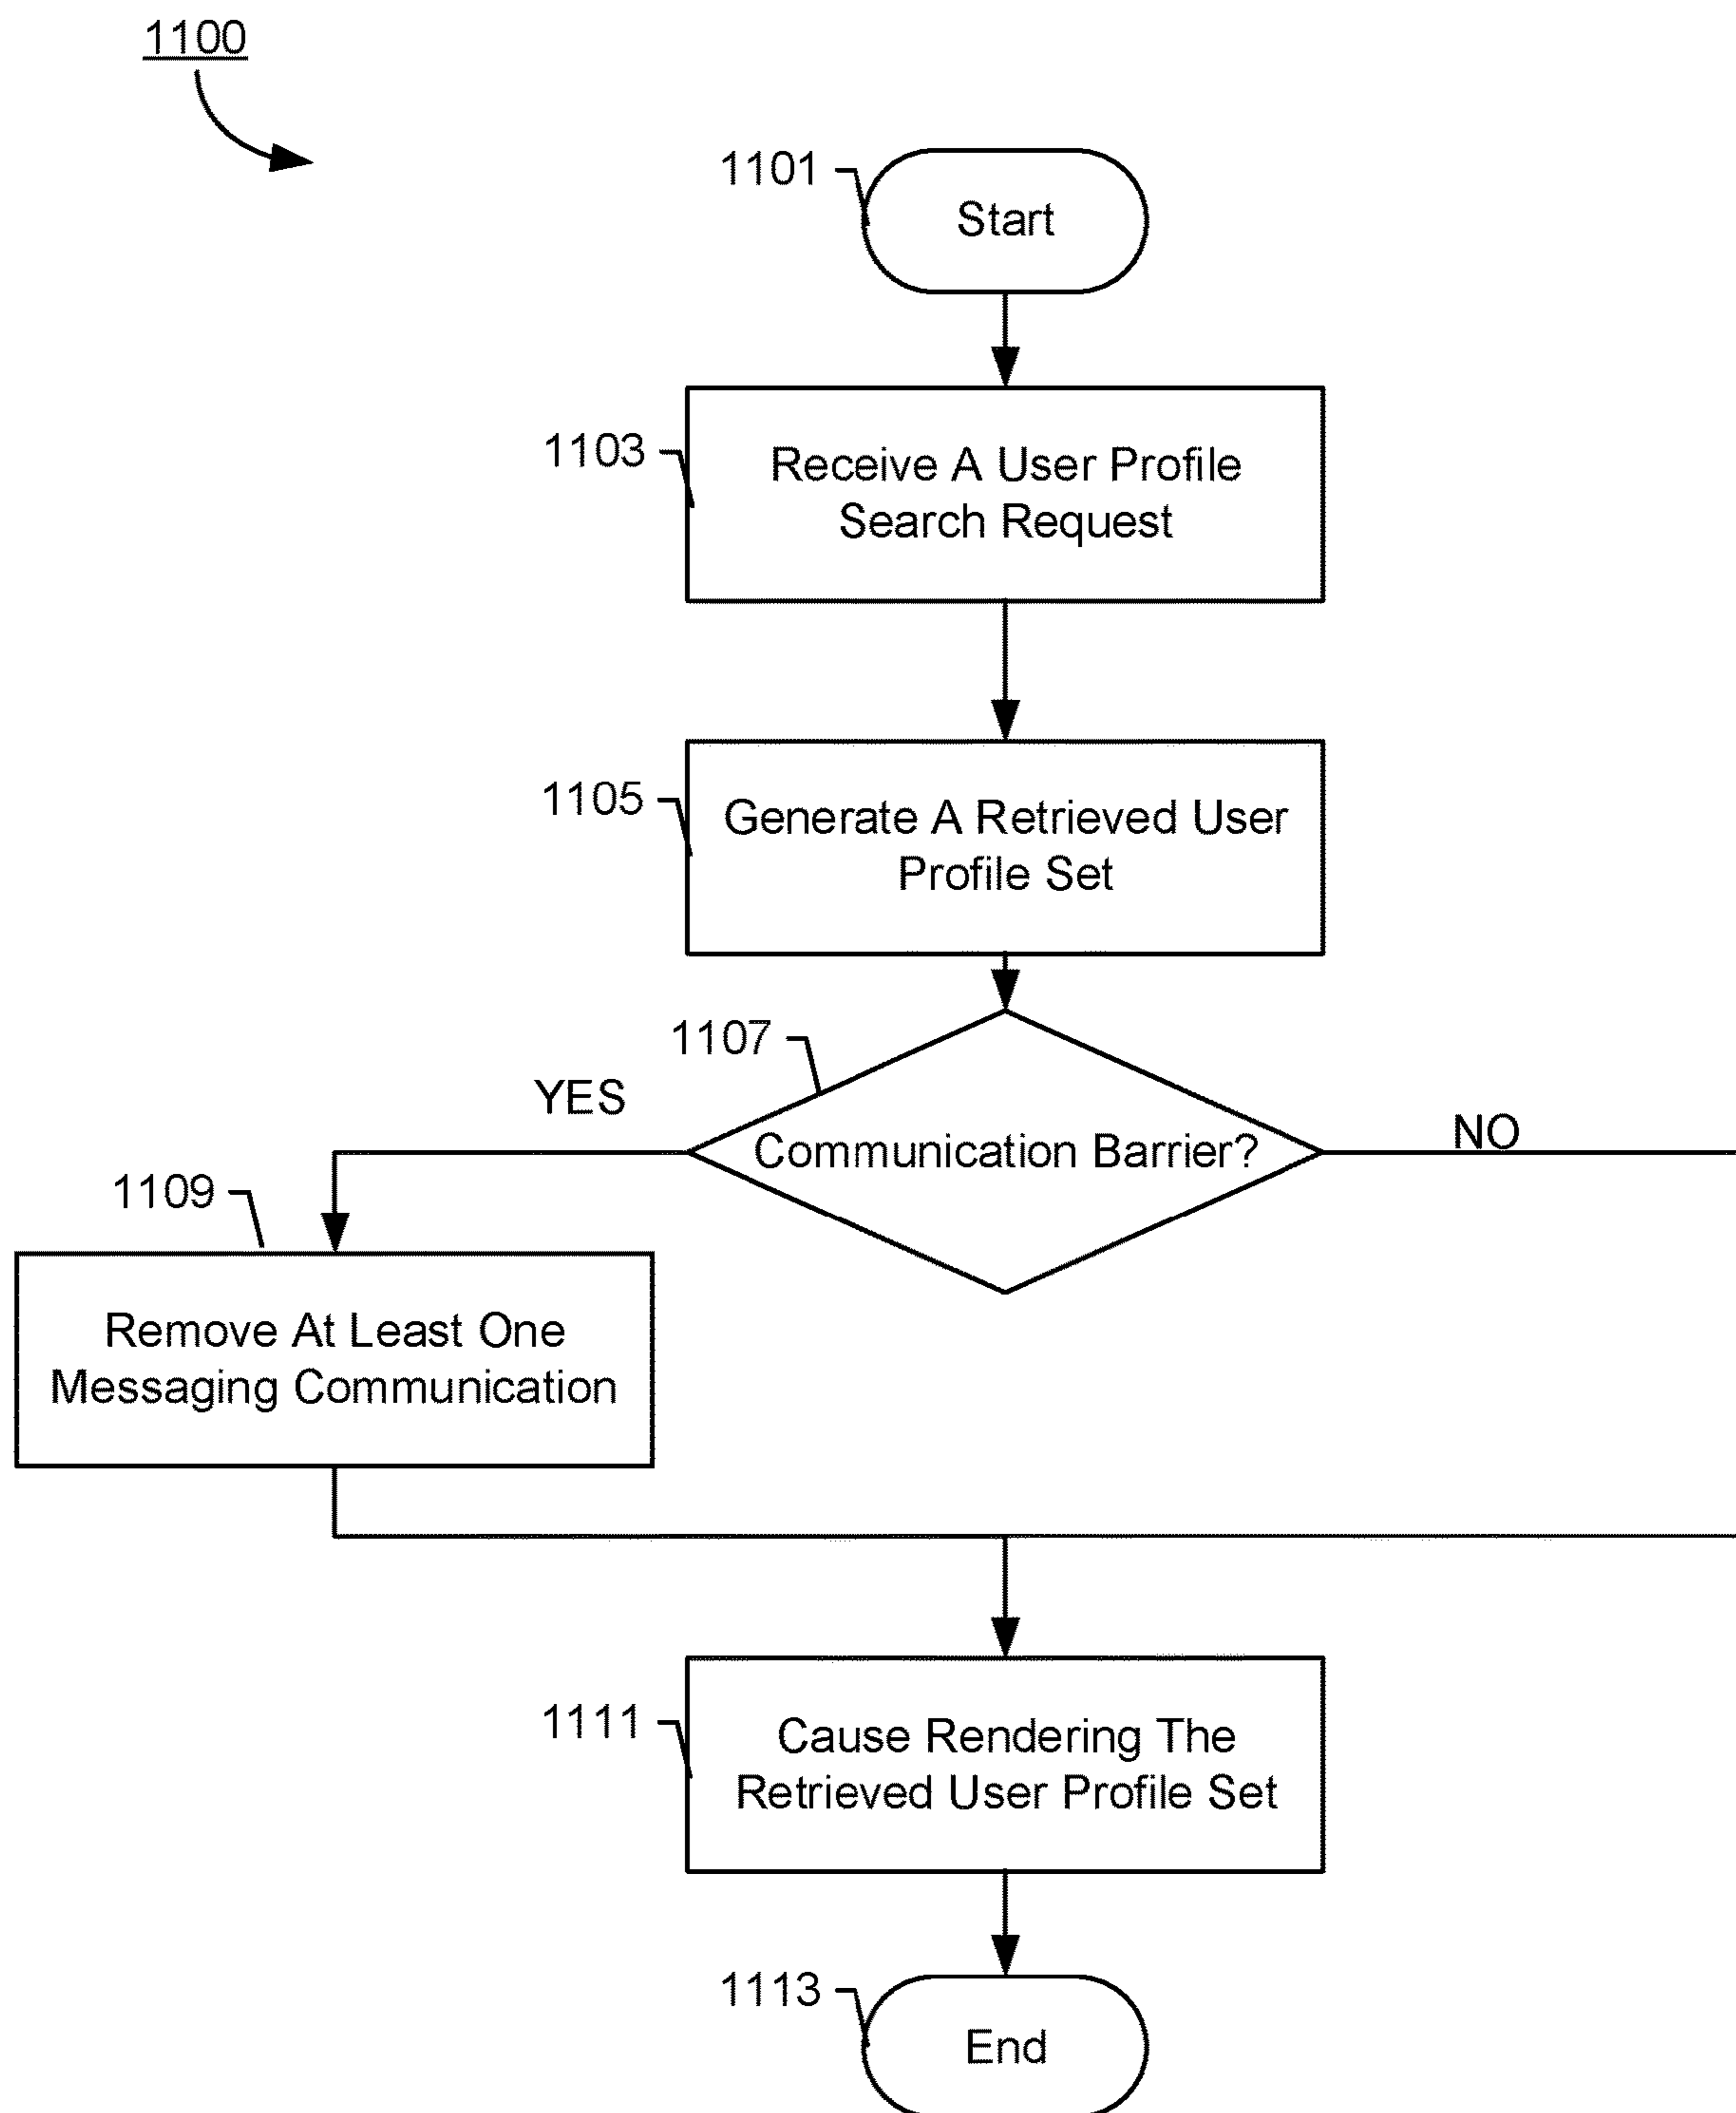 1100
1101
Start
1103
Receive A User Profile
Search Request
1105
Generate A Retrieved User
Profile Set
1107
YES
Communication Barrier?
NO
1109
Remove At Least One
Messaging Communication
1111
Cause Rendering The
Retrieved User Profile Set
1113
End